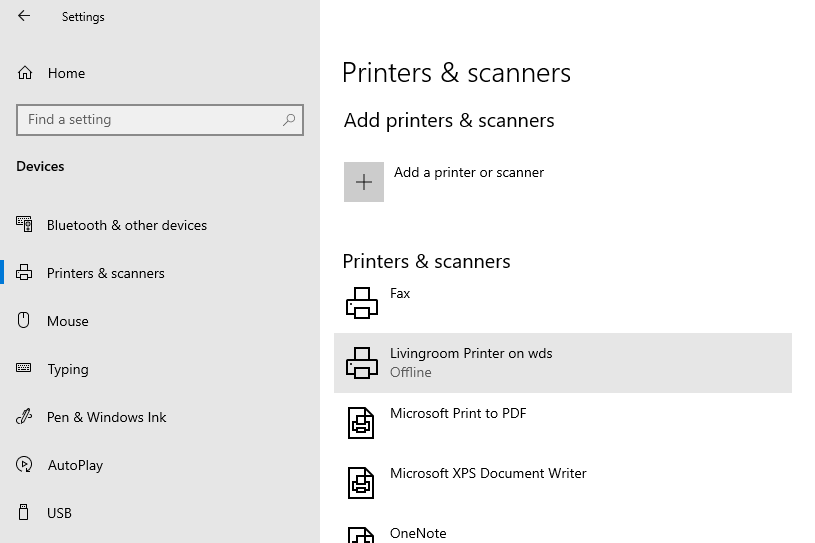 Settings
Home
Find a setting
Devices
Bluetooth & other devices
Printers & scanners
Mouse
Typing
Pen & Windows Ink
AutoPlay
USB
Printers & scanners
Add printers & scanners
Add a printer or scanner
Printers & scanners
Fax
Livingroom Printer on wds
Offline
Microsoft Print to PDF
Microsoft XPS Document Writer
OneNote